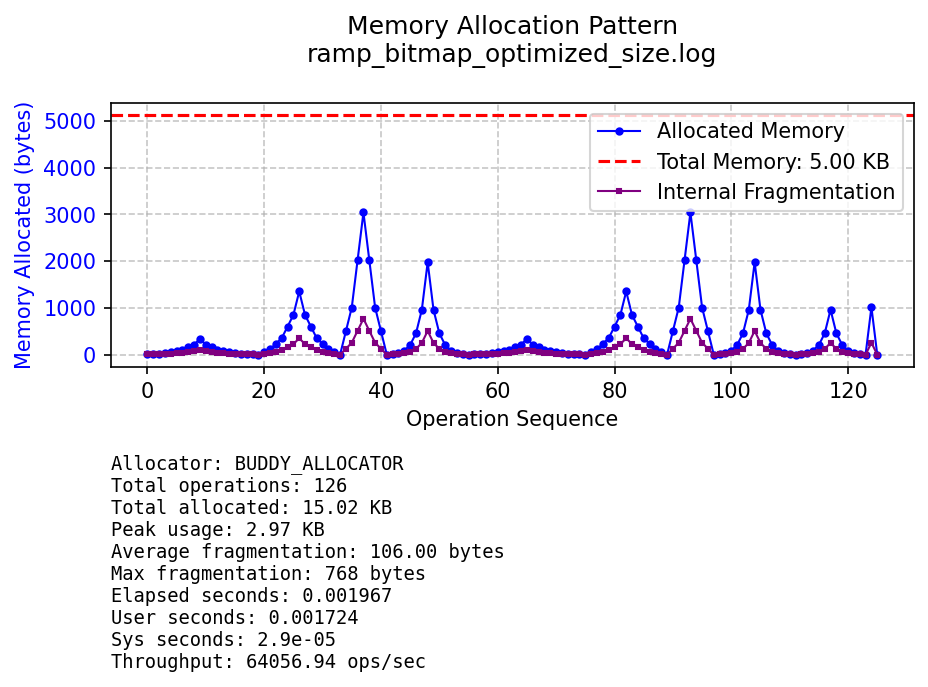 Memory Allocation Pattern
ramp_bitmap_optimized_size.log
Memory Allocated (bytes)
5000
4000
3000
2000
1000
0
Allocated Memory
Total Memory: 5.00 KB
Internal Fragmentation
0 20 40 60 80 100 120
Operation Sequence
Allocator: BUDDY_ALLOCATOR
Total operations: 126
Total allocated: 15.02 KB
Peak usage: 2.97 KB
Average fragmentation: 106.00 bytes
Max fragmentation: 768 bytes
Elapsed seconds: 0.001967
User seconds: 0.001724
Sys seconds: 2.9e-05
Throughput: 64056.94 ops/sec